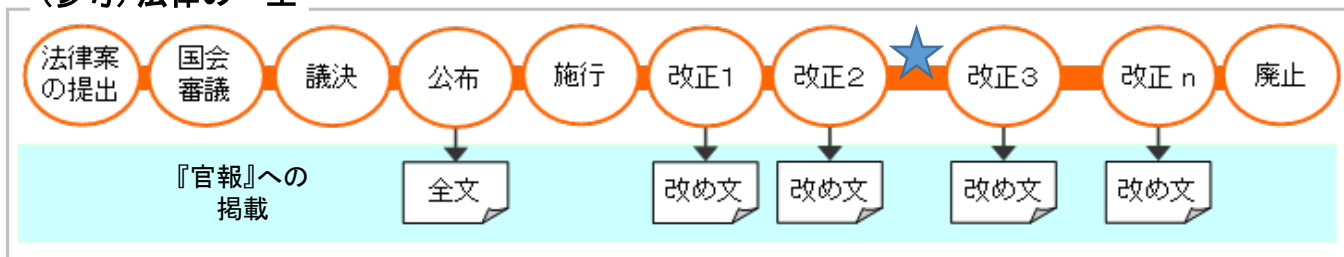 (参考)法律の一生
法律案
の提出
国会
審議
議決
公布
施行
改正1
改正2
改正3
改正 n
廃止
『官報』への
掲載
全文
改め文
改め文
改め文
改め文